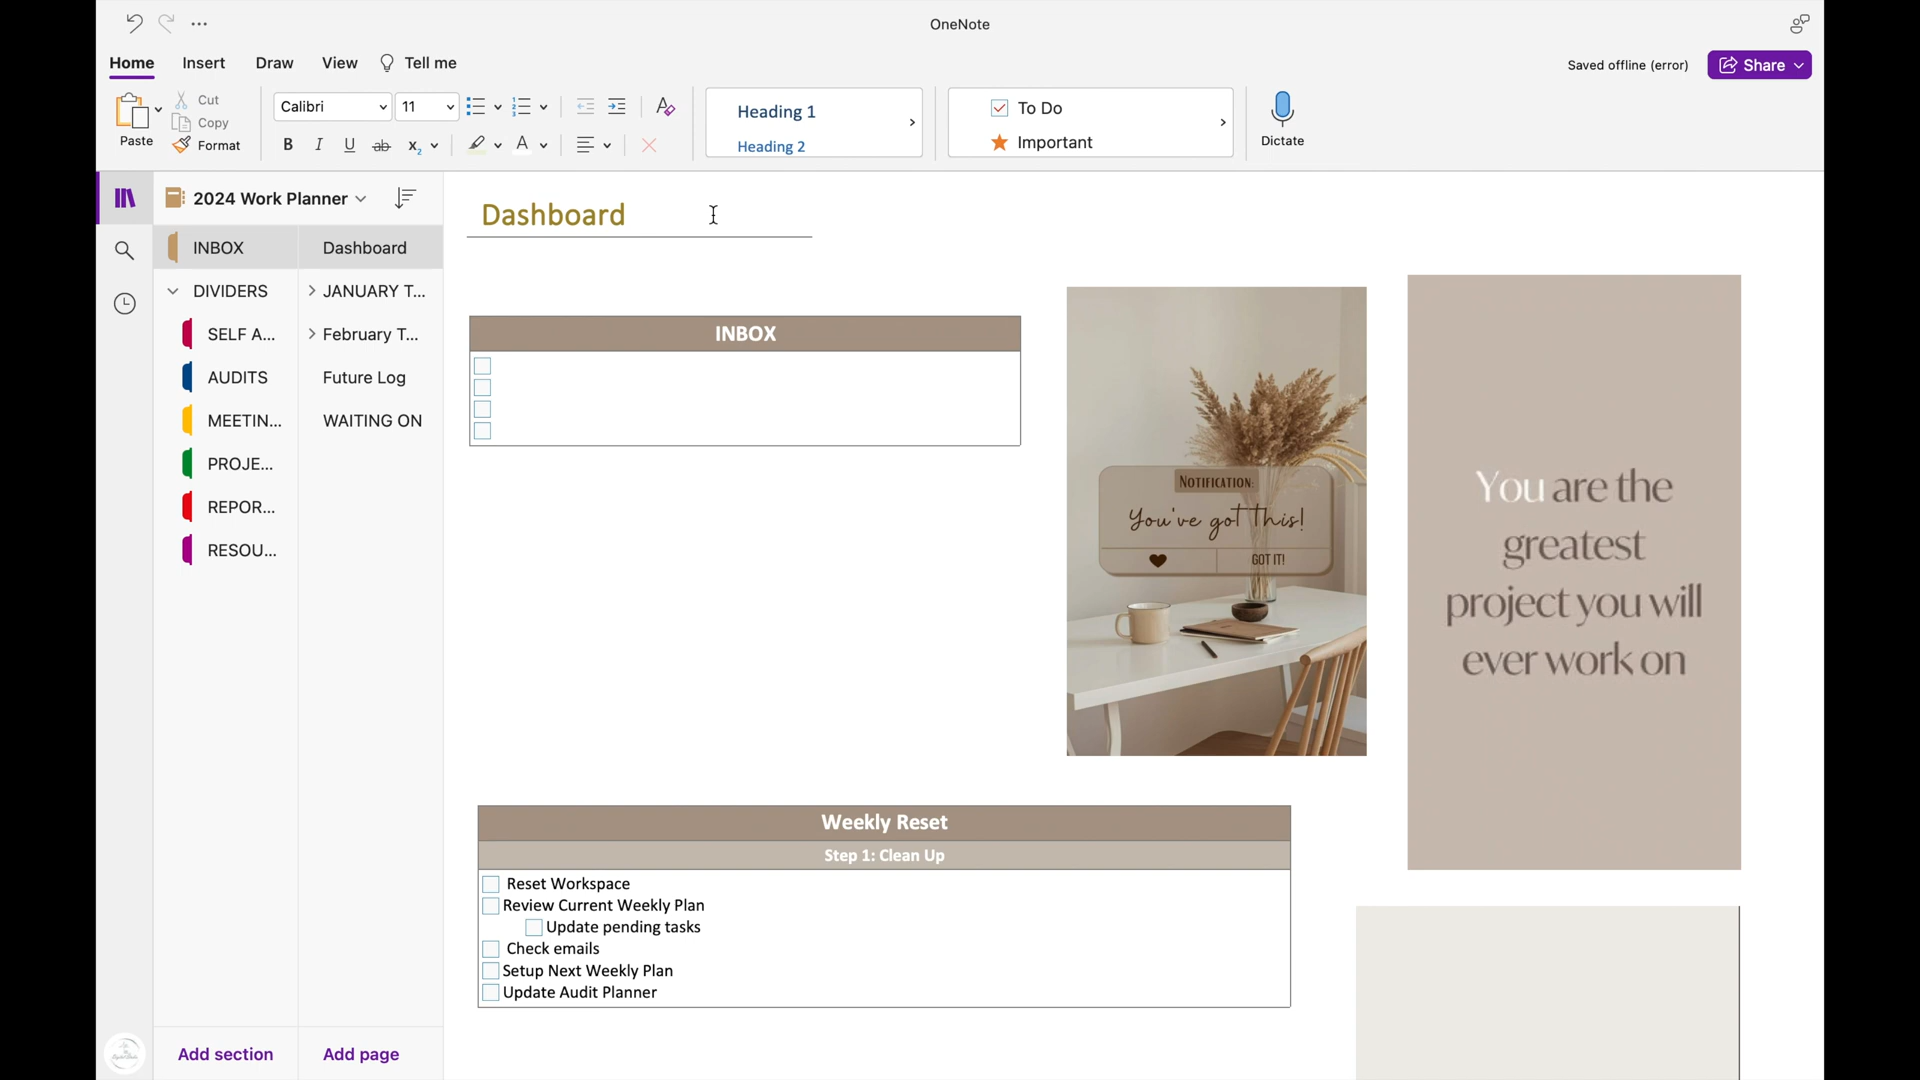 OneNote
Home Insert Draw View Tell me
Saved offline (error) Share
Paste
Cut
Copy
Format
Calibri 11
B I U ab x₂ A
Heading 1
Heading 2
To Do
Important
Dictate
2024 Work Planner
INBOX
DIVIDERS
SELF A...
AUDITS
MEETIN...
PROJE...
REPOR...
RESOU...
Add section
Dashboard
JANUARY T...
February T...
Future Log
WAITING ON
Add page
Dashboard
INBOX
NOTIFICATION:
You've got this!
GOT IT!
You are the
greatest
project you will
ever work on
Weekly Reset
Step 1: Clean Up
Reset Workspace
Review Current Weekly Plan
Update pending tasks
Check emails
Setup Next Weekly Plan
Update Audit Planner